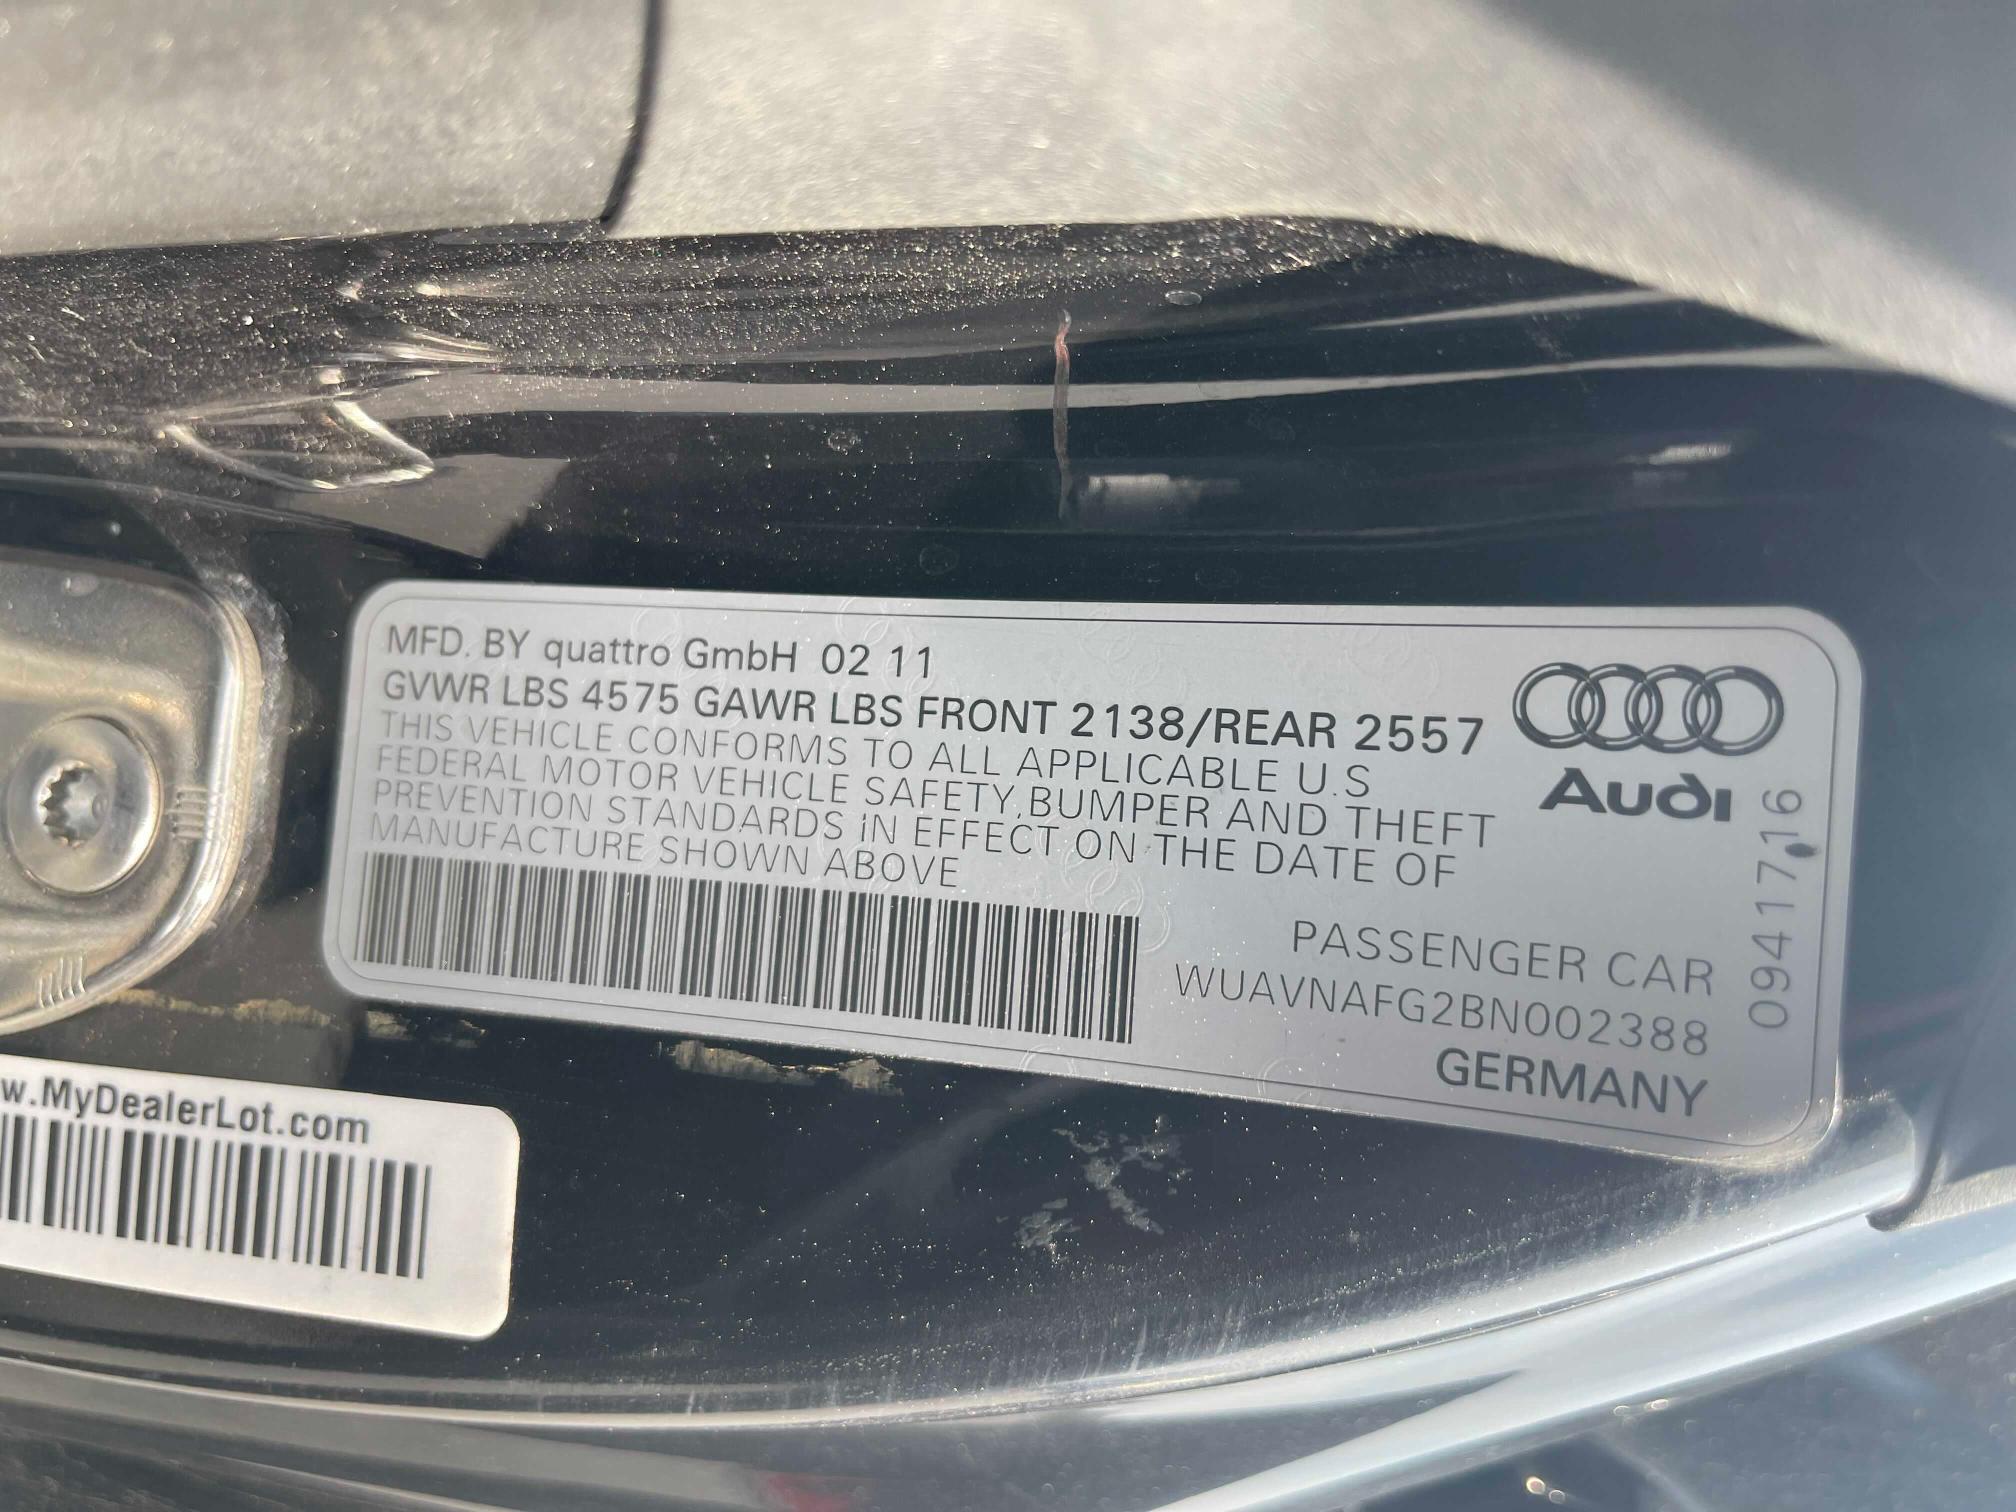 MFD. BY quattro GmbH 02 11
GVWR LBS 4575 GAWR LBS FRONT 2138/REAR 2557
THIS VEHICLE CONFORMS TO ALL APPLICABLE U.S
FEDERAL MOTOR VEHICLE SAFETY, BUMPER AND THEFT
PREVENTION STANDARDS IN EFFECT ON THE DATE OF
MANUFACTURE SHOWN ABOVE
Audi
0941716
PASSENGER CAR
WUAVNAFG2BN002388
GERMANY
w.MyDealerLot.com